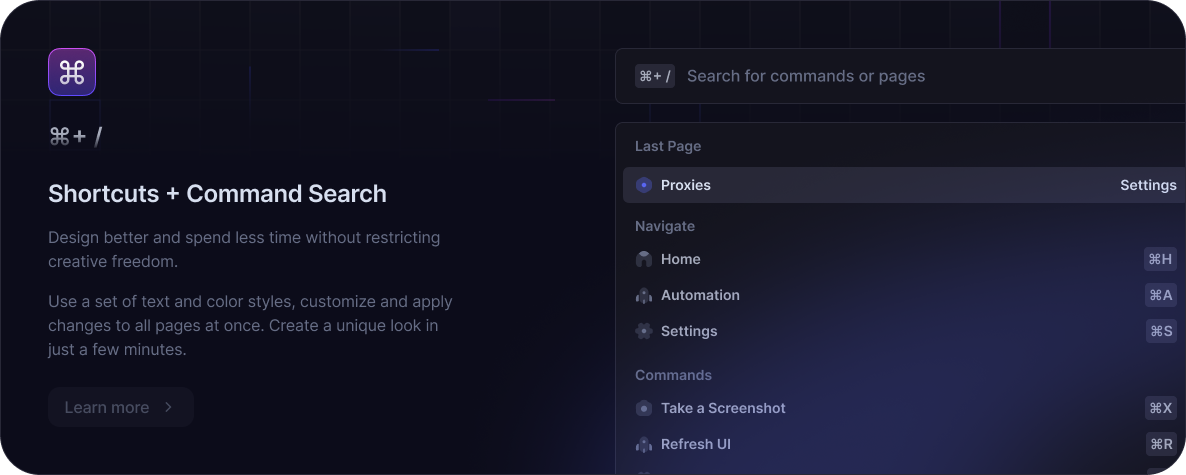 ⌘
⌘+ /
Shortcuts + Command Search
Design better and spend less time without restricting
creative freedom.
Use a set of text and color styles, customize and apply
changes to all pages at once. Create a unique look in
just a few minutes.
Learn more
⌘+ / Search for commands or pages
Last Page
Proxies Settings
Navigate
Home ⌘H
Automation ⌘A
Settings ⌘S
Commands
Take a Screenshot ⌘X
Refresh UI ⌘R